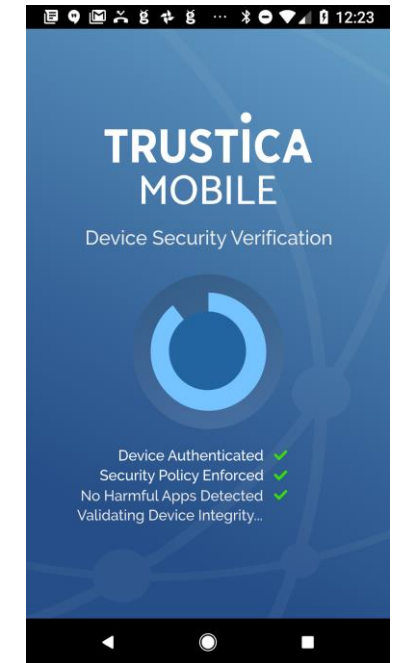 12:23
TRUSTICA
MOBILE
Device Security Verification
Device Authenticated
Security Policy Enforced
No Harmful Apps Detected
Validating Device Integrity...